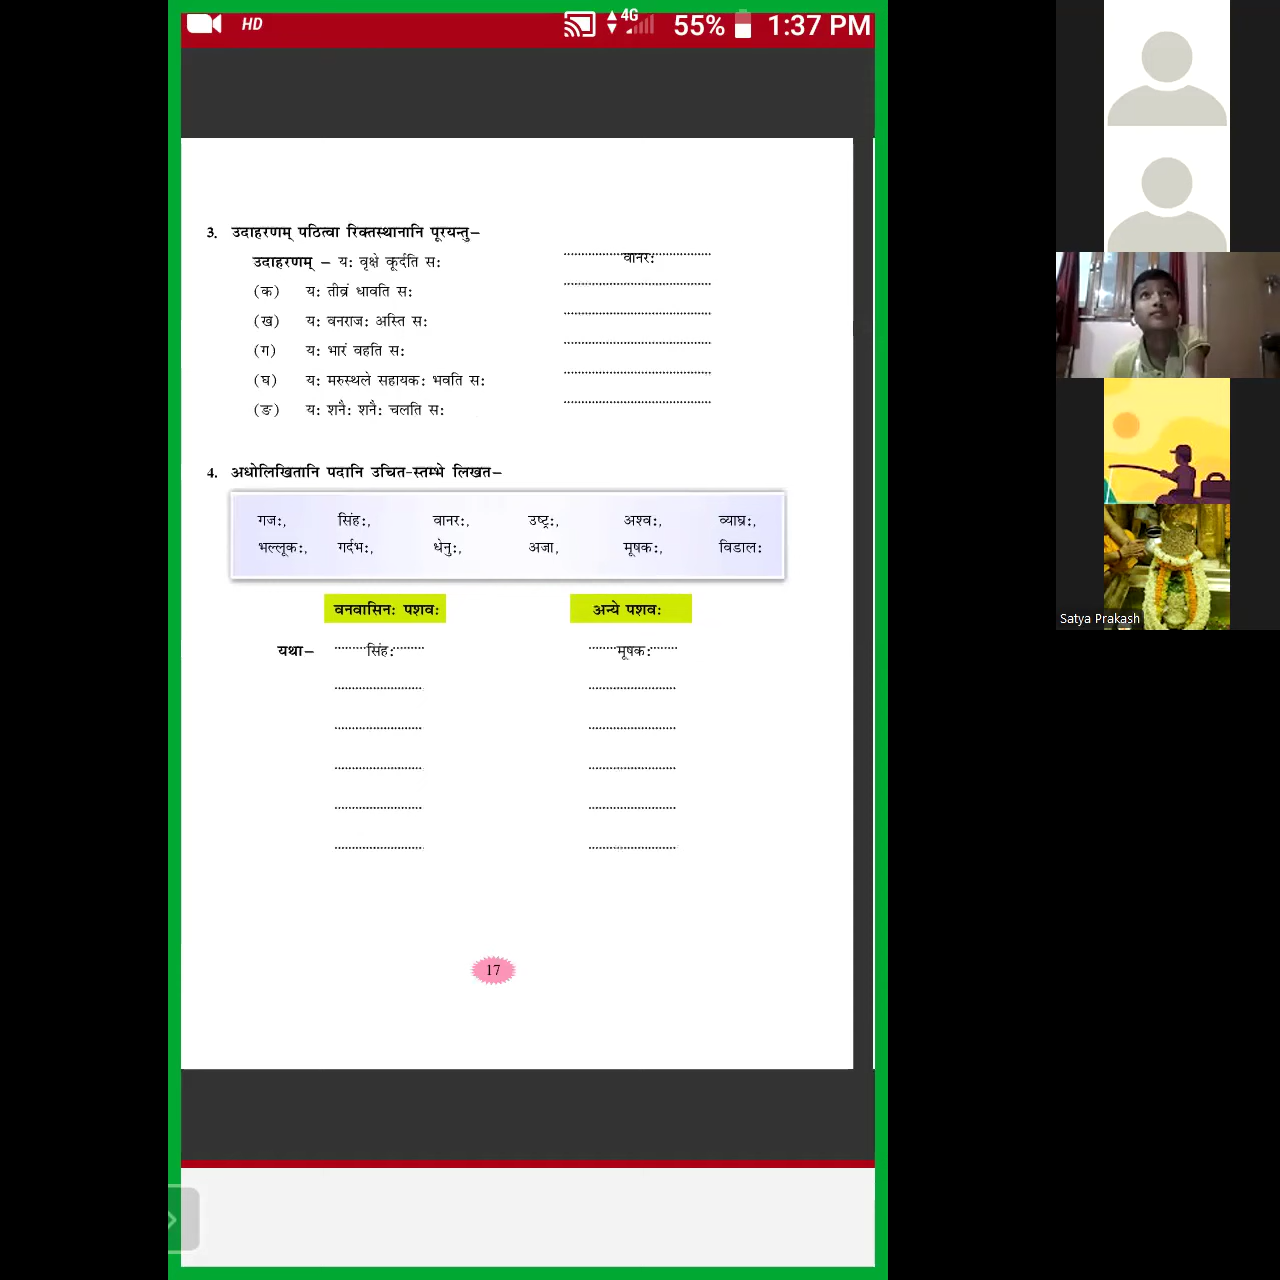 HD 4G 55% 1:37 PM
3. उदाहरणम् पठित्वा रिक्तस्थानानि पूरयन्तु–
उदाहरणम् – यः वृक्षे कूर्दति सः ........वानरः........
(क) यः तीव्रं धावति सः ........................
(ख) यः वनराजः अस्ति सः ........................
(ग) यः भारं वहति सः ........................
(घ) यः मरुस्थले सहायकः भवति सः ........................
(ङ) यः शनैः शनैः चलति सः ........................
4. अधोलिखितानि पदानि उचित-स्तम्भे लिखत–
गजः, सिंहः, वानरः, उष्ट्रः, अश्वः, व्याघ्रः,
भल्लूकः, गर्दभः, धेनुः, अजा, मूषकः, विडालः
वनवासिनः पशवः अन्ये पशवः
यथा– ........सिंहः........ ........मूषकः........
........................ ........................
........................ ........................
........................ ........................
........................ ........................
........................ ........................
17
Satya Prakash